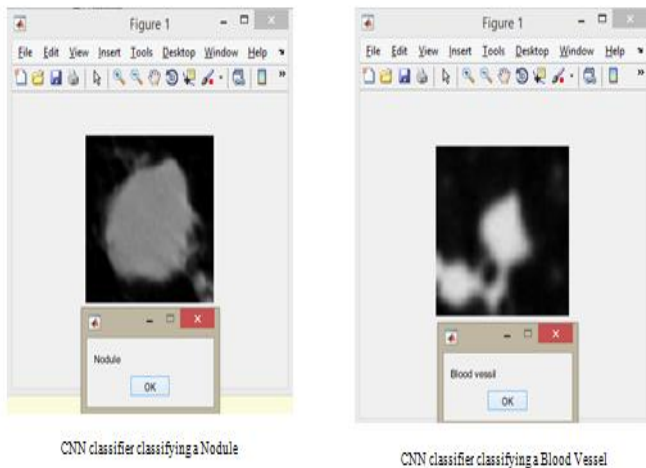 Figure 1
File Edit View Insert Tools Desktop Window Help
Nodule
OK
CNN classifier classifying a Nodule
Figure 1
File Edit View Insert Tools Desktop Window Help
Blood vessil
OK
CNN classifier classifying a Blood Vessel